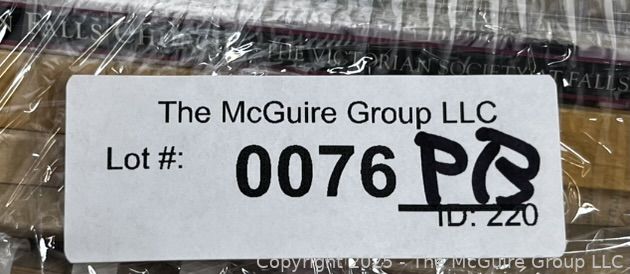 N FALLS CH
THE VICTORIAN SOCIETY AT FALLS
The McGuire Group LLC
Lot #:
0076 PB
ID: 220
Copyright 2025 - The McGuire Group LLC